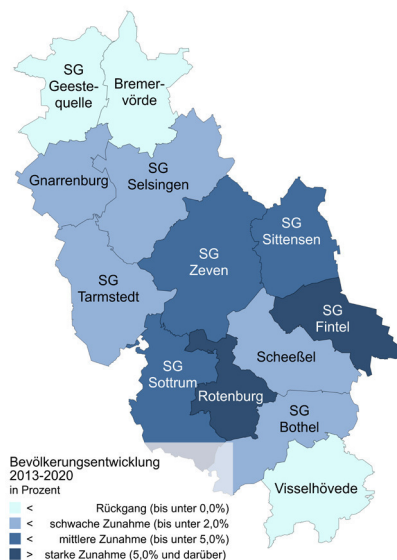 SG
Geeste-
quelle
Bremer-
vörde
Gnarrenburg
SG
Selsingen
SG
Sittensen
SG
Zeven
SG
Tarmstedt
SG
Fintel
Scheeßel
SG
Sottrum
Rotenburg
SG
Bothel
Visselhövede
Bevölkerungsentwicklung
2013-2020
in Prozent
< Rückgang (bis unter 0,0%)
< schwache Zunahme (bis unter 2,0%)
< mittlere Zunahme (bis unter 5,0%)
> starke Zunahme (5,0% und darüber)